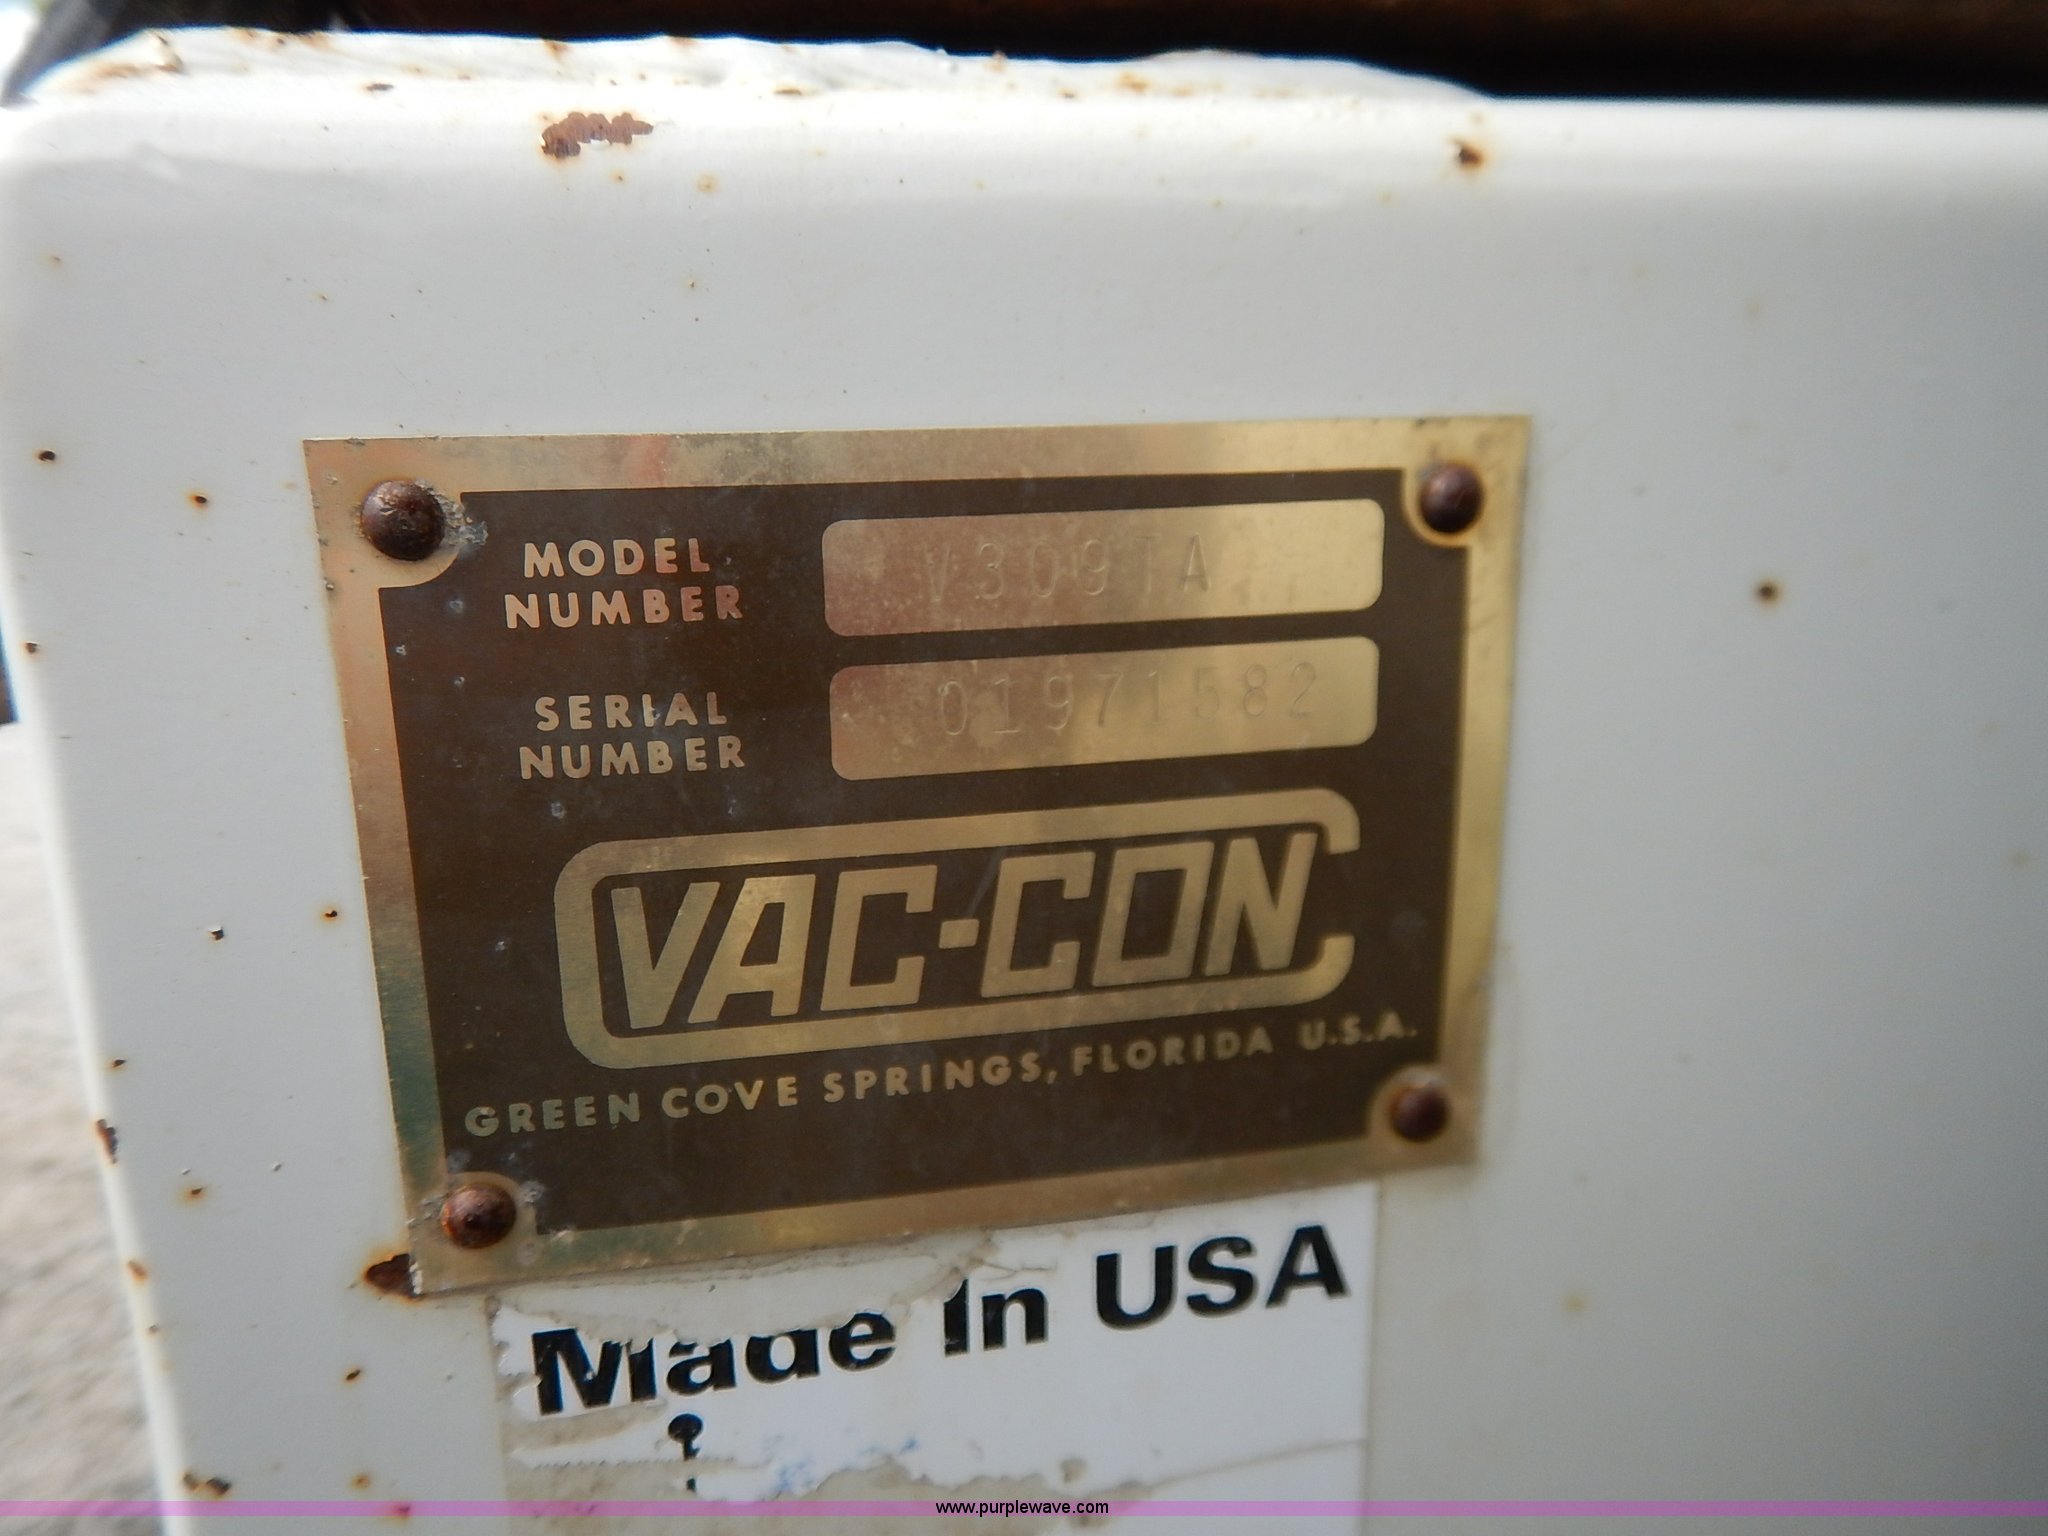 MODEL
NUMBER
V309TA
SERIAL
NUMBER
01971582
VAC-CON
GREEN COVE SPRINGS, FLORIDA U.S.A.
Made In USA
www.purplewave.com